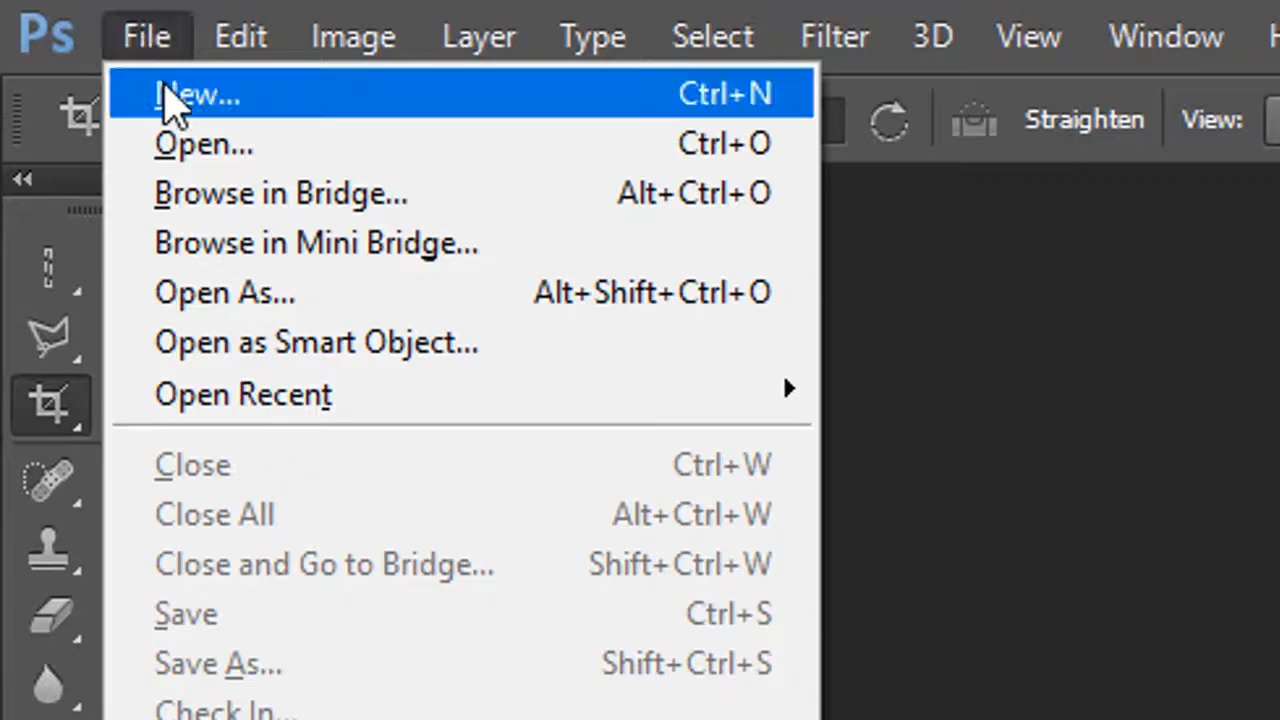 Ps File Edit Image Layer Type Select Filter 3D View Window
New... Ctrl+N
Straighten View:
Open... Ctrl+O
Browse in Bridge... Alt+Ctrl+O
Browse in Mini Bridge...
Open As... Alt+Shift+Ctrl+O
Open as Smart Object...
Open Recent
Close Ctrl+W
Close All Alt+Ctrl+W
Close and Go to Bridge... Shift+Ctrl+W
Save Ctrl+S
Save As... Shift+Ctrl+S
Check In...